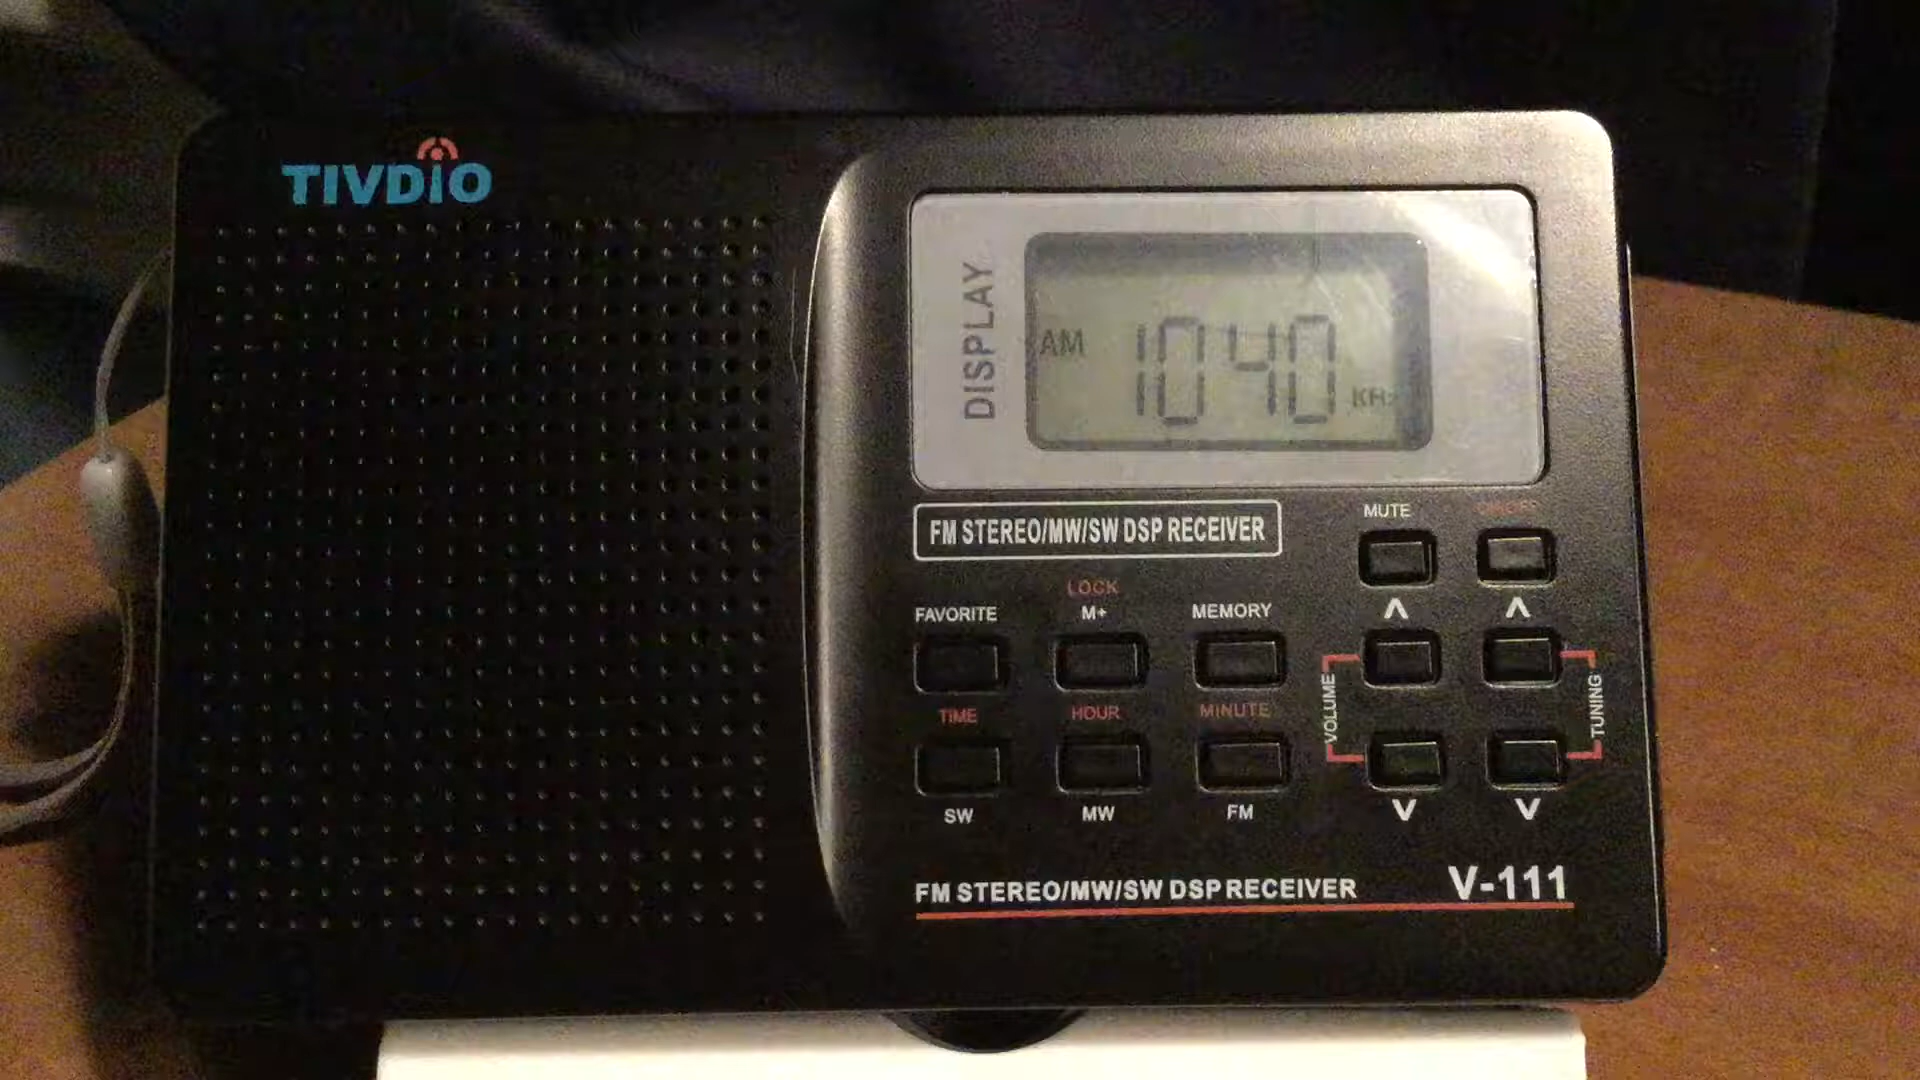 TIVDIO
DISPLAY
AM 1040 KHz
FM STEREO/MW/SW DSP RECEIVER
MUTE
LOCK
FAVORITE M+ MEMORY
VOLUME
TUNING
TIME HOUR MINUTE
SW MW FM
FM STEREO/MW/SW DSP RECEIVER V-111